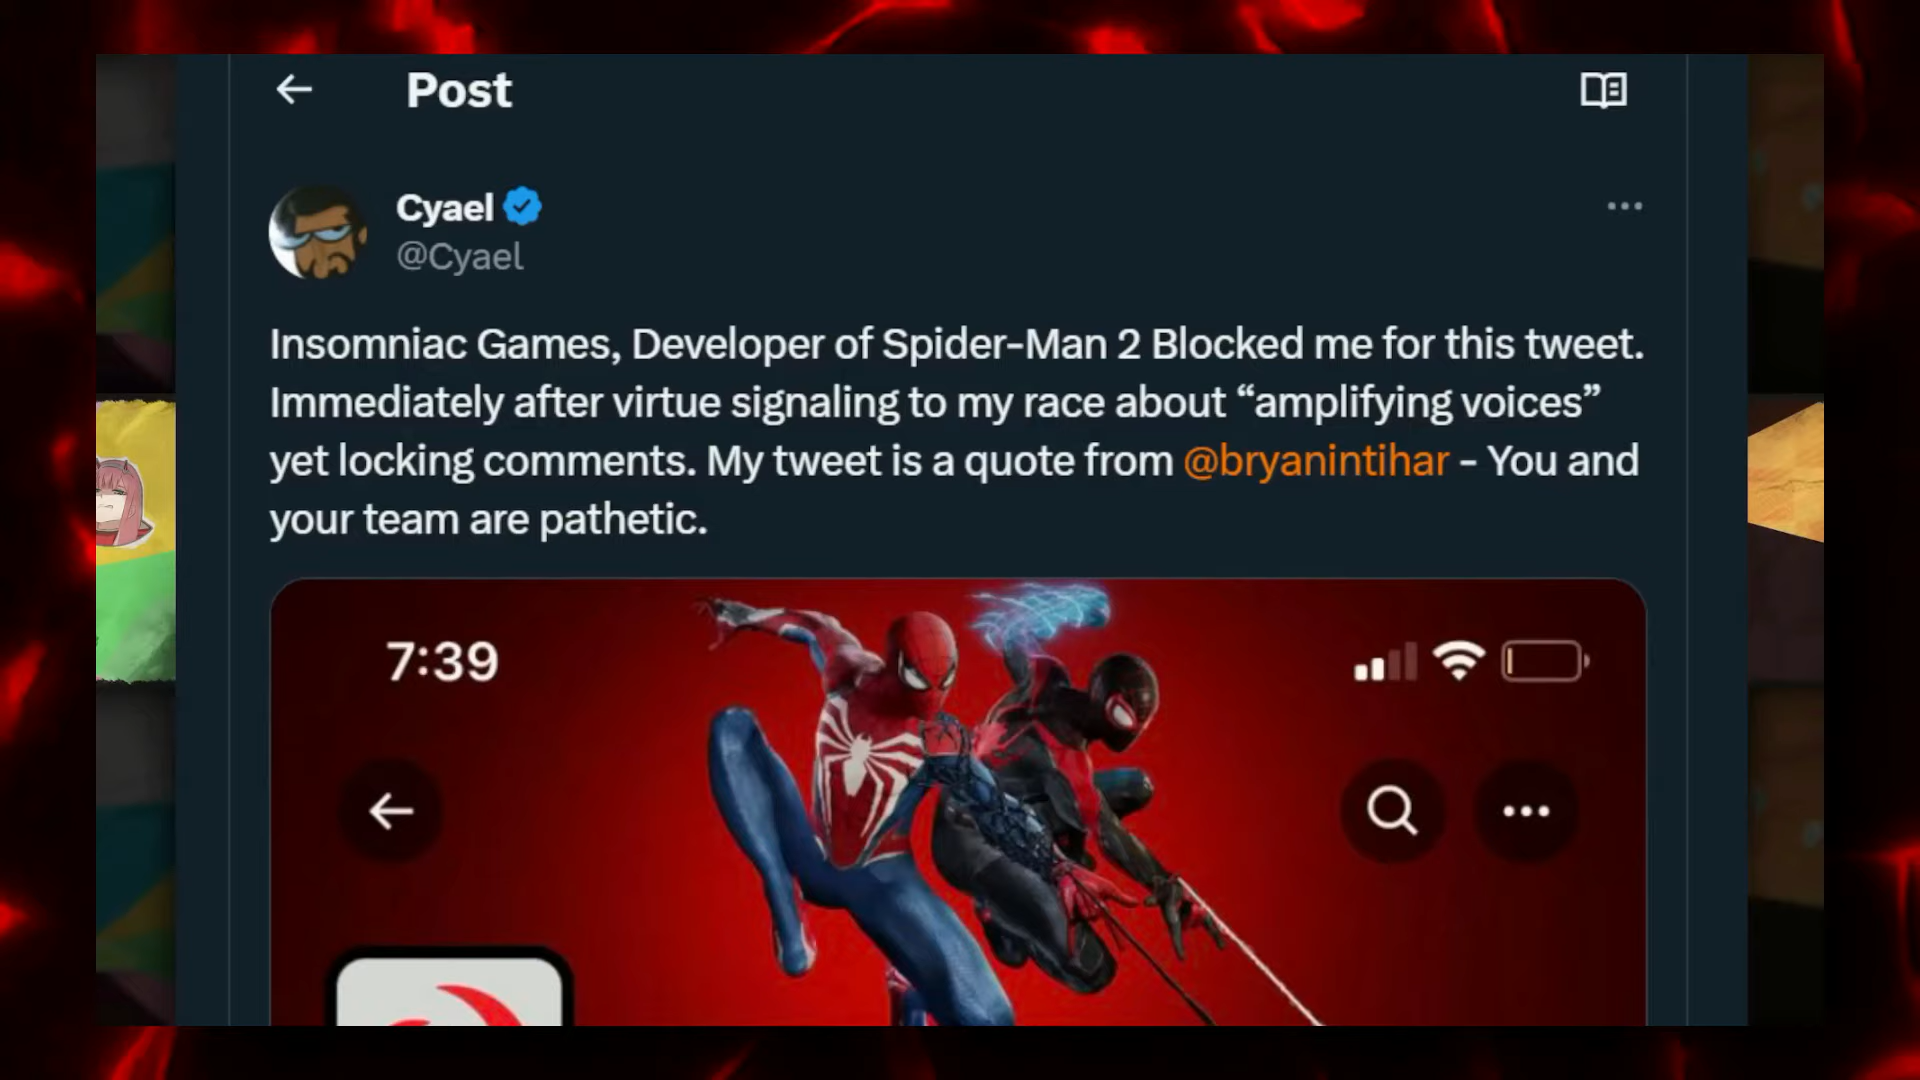 Post
Cyael
@Cyael
Insomniac Games, Developer of Spider-Man 2 Blocked me for this tweet.
Immediately after virtue signaling to my race about “amplifying voices”
yet locking comments. My tweet is a quote from @bryanintihar - You and
your team are pathetic.
7:39